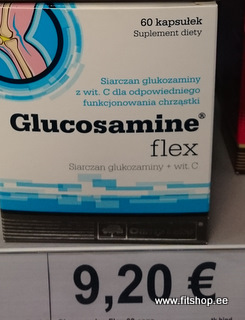 60 kapsułek
Suplement diety
Siarczan glukozaminy
z wit. C dla odpowiedniego
funkcjonowania chrząstki
Glucosamine®
flex
Siarczan glukozaminy + wit C
9,20 €
www.fitshop.ee